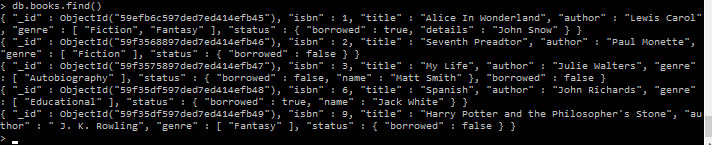 > db.books.find()
{ "_id" : ObjectId("59efb6c597ded7ed414efb45"), "isbn" : 1, "title" : "Alice In Wonderland", "author" : "Lewis Carol"
, "genre" : [ "Fiction", "Fantasy" ], "status" : { "borrowed" : true, "details" : "John Snow" } }
{ "_id" : ObjectId("59f3568897ded7ed414efb46"), "isbn" : 2, "title" : "Seventh Preadtor", "author" : "Paul Monette",
"genre" : [ "Fiction" ], "status" : { "borrowed" : false } }
{ "_id" : ObjectId("59f3575897ded7ed414efb47"), "isbn" : 3, "title" : "My Life", "author" : "Julie Walters", "genre"
: [ "Autobiography" ], "status" : { "borrowed" : false, "name" : "Matt Smith" }, "borrowed" : false }
{ "_id" : ObjectId("59f35df597ded7ed414efb48"), "isbn" : 6, "title" : "Spanish", "author" : "John Richards", "genre"
: [ "Educational" ], "status" : { "borrowed" : true, "name" : "Jack White" } }
{ "_id" : ObjectId("59f35df597ded7ed414efb49"), "isbn" : 9, "title" : "Harry Potter and the Philosopher's Stone", "au
thor" : " J. K. Rowling", "genre" : [ "Fantasy" ], "status" : { "borrowed" : false } }
>